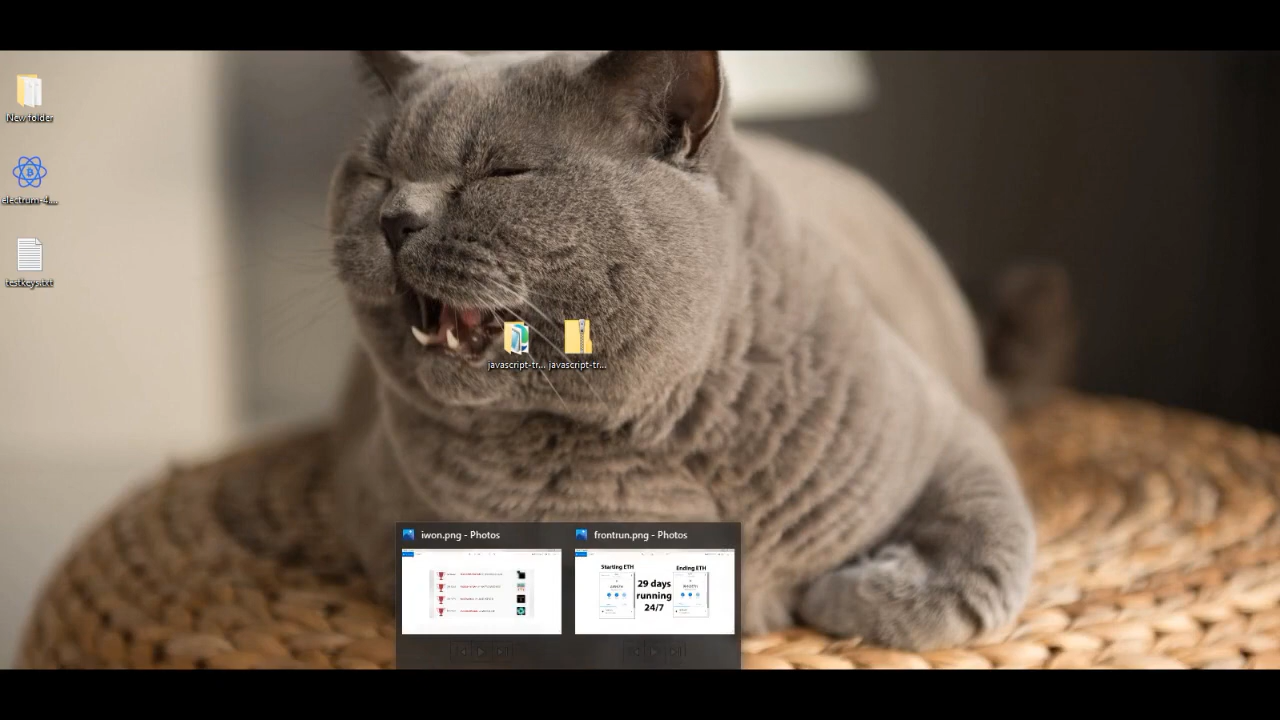 New folder
electrum-4....
testkeys.txt
javascript-tr...
javascript-tr...
iwon.png - Photos
frontrun.png - Photos
Starting ETH
Ending ETH
29 days
running
24/7